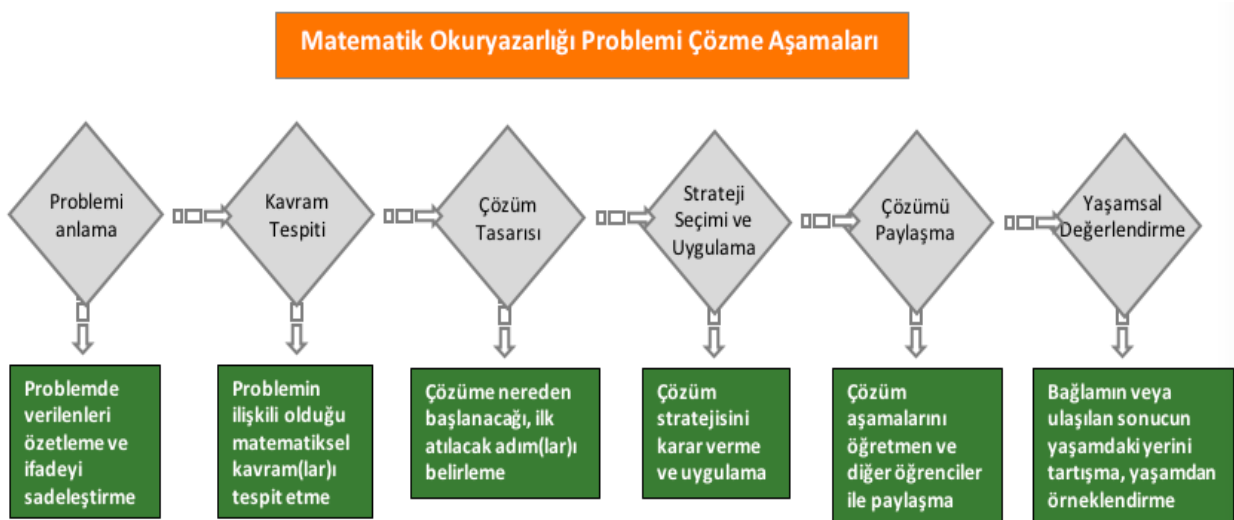 Matematik Okuryazarlığı Problemi Çözme Aşamaları
Problemi
anlama
Kavram
Tespiti
Çözüm
Tasarısı
Strateji
Seçimi ve
Uygulama
Çözümü
Paylaşma
Yaşamsal
Değerlendirme
Problemde
verilenleri
özetleme ve
ifadeyi
sadeleştirme
Problemin
ilişkili olduğu
matematiksel
kavram(lar)ı
tespit etme
Çözüme nereden
başlanacağı, ilk
atılacak adım(lar)ı
belirleme
Çözüm
stratejisini
karar verme
ve uygulama
Çözüm
aşamalarını
öğretmen ve
diğer öğrenciler
ile paylaşma
Bağlamın veya
ulaşılan sonucun
yaşamdaki yerini
tartışma, yaşamdan
örneklendirme